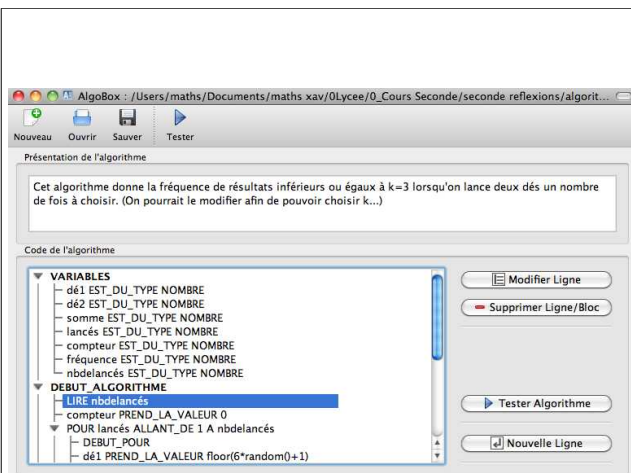 AlgoBox : /Users/maths/Documents/maths xav/0Lycee/0_Cours Seconde/seconde reflexions/algorit...
Nouveau Ouvrir Sauver Tester
Présentation de l'algorithme
Cet algorithme donne la fréquence de résultats inférieurs ou égaux à k=3 lorsqu'on lance deux dés un nombre
de fois à choisir. (On pourrait le modifier afin de pouvoir choisir k...)
Code de l'algorithme
VARIABLES
dé1 EST_DU_TYPE NOMBRE
dé2 EST_DU_TYPE NOMBRE
somme EST_DU_TYPE NOMBRE
lancés EST_DU_TYPE NOMBRE
compteur EST_DU_TYPE NOMBRE
fréquence EST_DU_TYPE NOMBRE
nbdelancés EST_DU_TYPE NOMBRE
DEBUT_ALGORITHME
LIRE nbdelancés
compteur PREND_LA_VALEUR 0
POUR lancés ALLANT_DE 1 A nbdelancés
DEBUT_POUR
dé1 PREND_LA_VALEUR floor(6*random()+1)
Modifier Ligne
Supprimer Ligne/Bloc
Tester Algorithme
Nouvelle Ligne